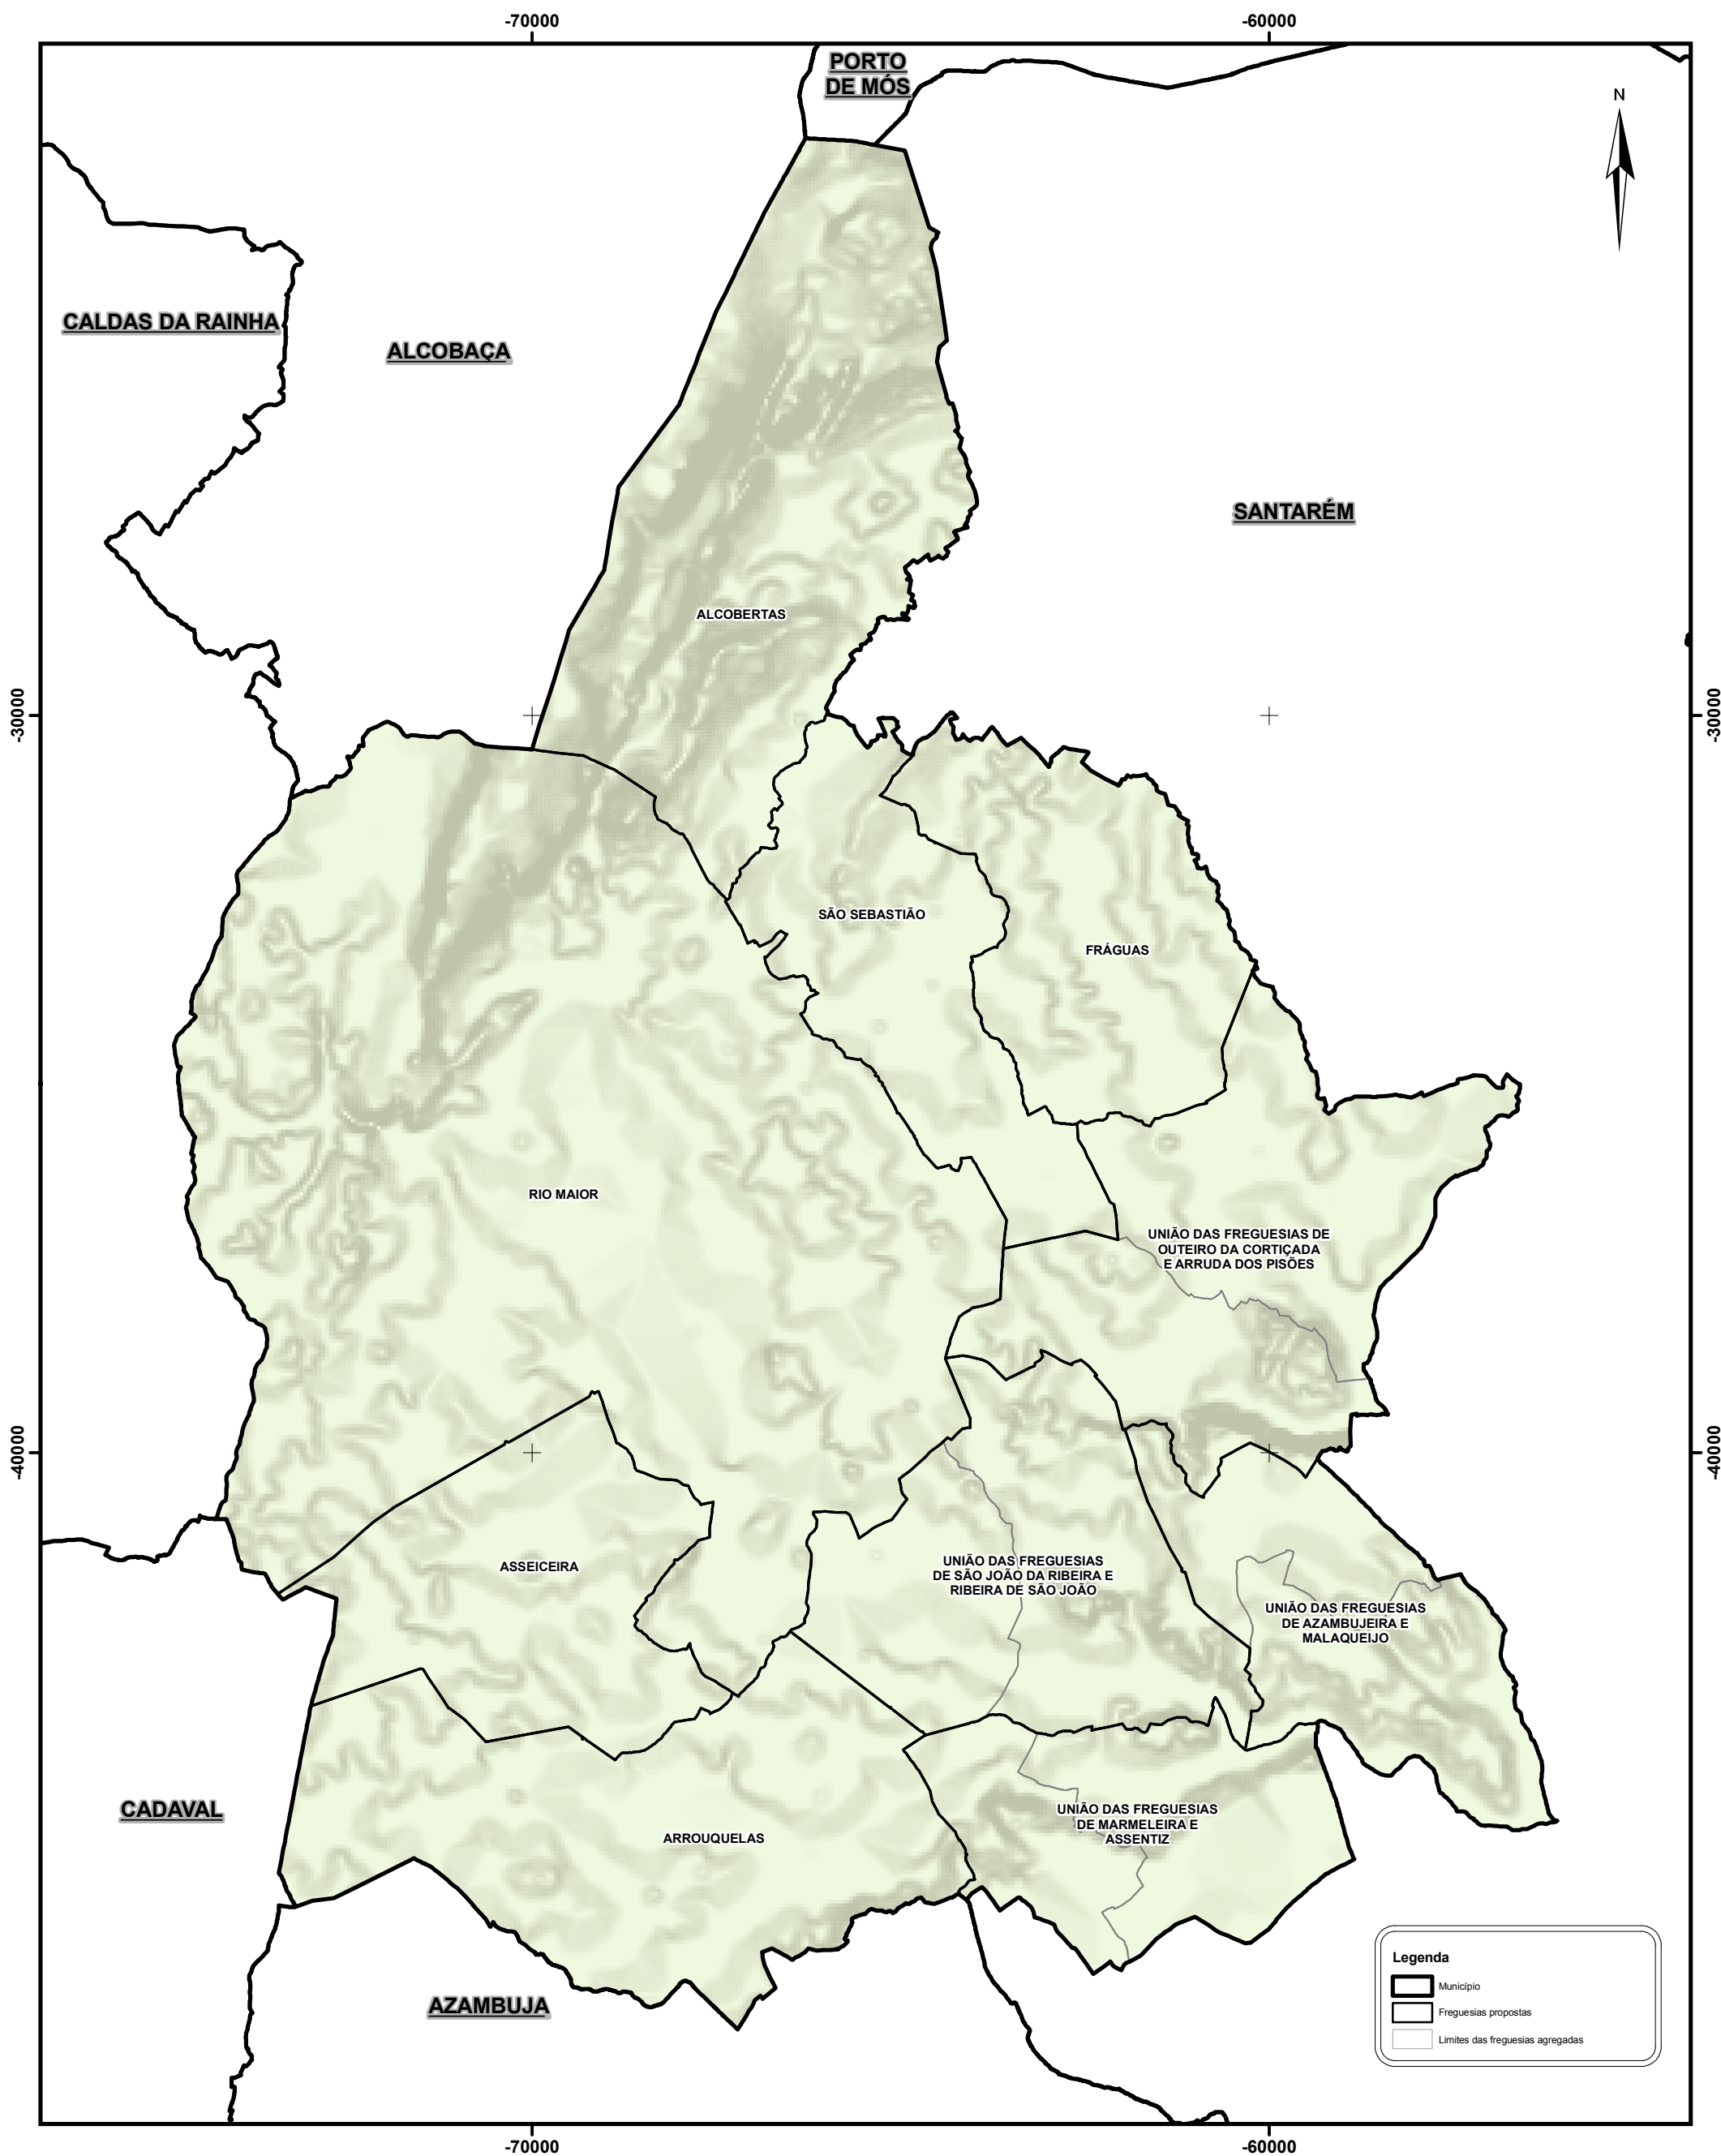 -70000
-60000
PORTO
DE MÓS
N
CALDAS DA RAINHA
ALCOBAÇA
SANTARÉM
ALCOBERTAS
-30000
-30000
SÃO SEBASTIÃO
FRÁGUAS
RIO MAIOR
UNIÃO DAS FREGUESIAS DE
OUTEIRO DA CORTIÇADA
E ARRUDA DOS PISÕES
-40000
-40000
ASSEICEIRA
UNIÃO DAS FREGUESIAS
DE SÃO JOÃO DA RIBEIRA E
RIBEIRA DE SÃO JOÃO
UNIÃO DAS FREGUESIAS
DE AZAMBUJEIRA E
MALAQUEIJO
CADAVAL
ARROUQUELAS
UNIÃO DAS FREGUESIAS
DE MARMELEIRA E
ASSENTIZ
AZAMBUJA
Legenda
Município
Freguesias propostas
Limites das freguesias agregadas
-70000
-60000